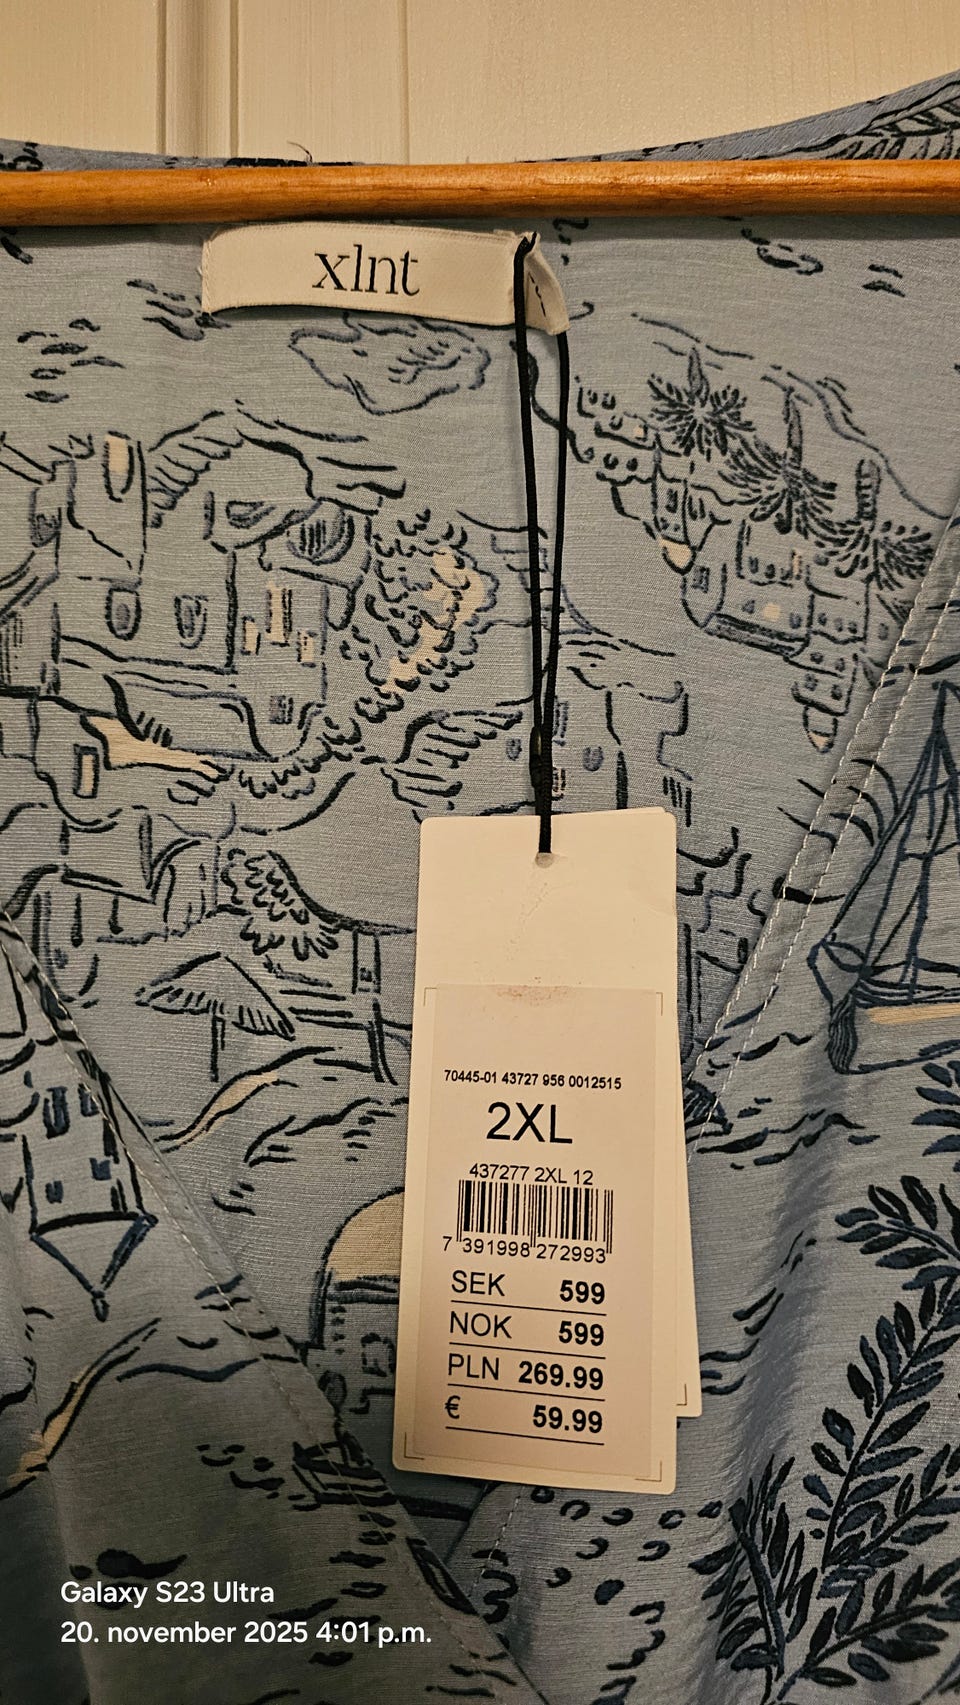 xlnt
70445-01 43727 956 0012515
2XL
437277 2XL 12
7 391998 272993
SEK 599
NOK 599
PLN 269.99
€ 59.99
Galaxy S23 Ultra
20. november 2025 4:01 p.m.